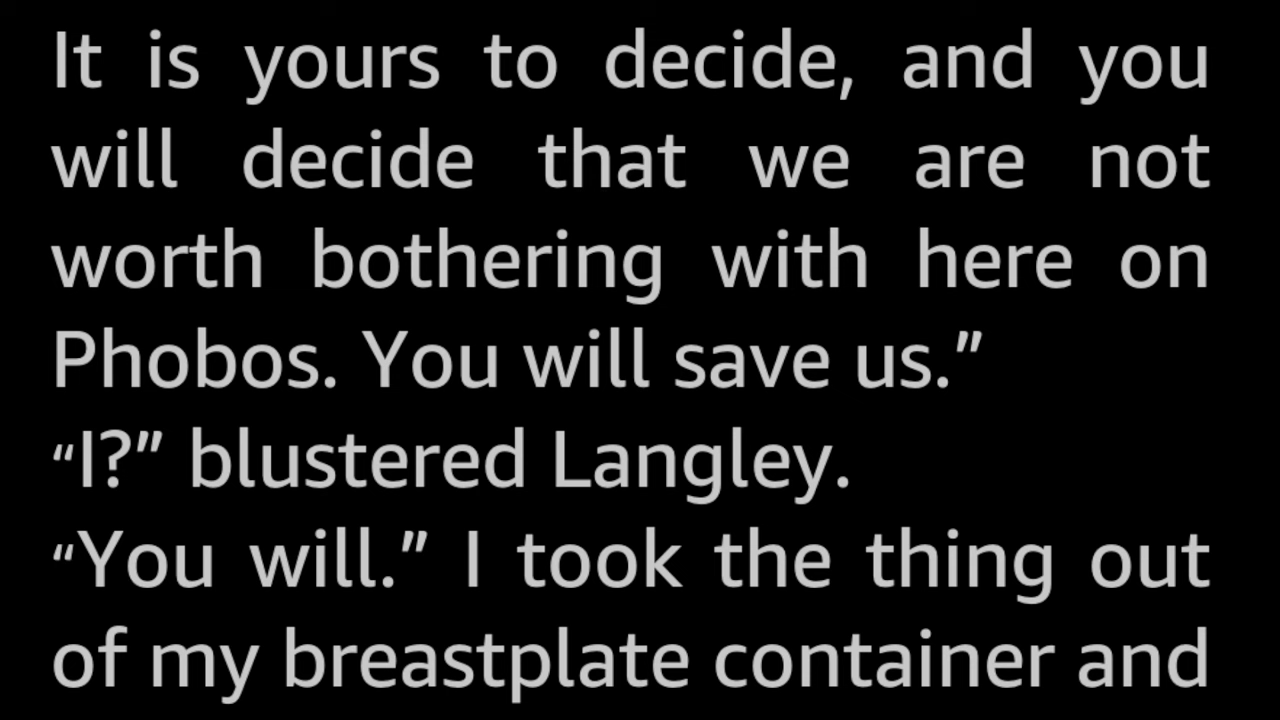 It is yours to decide, and you
will decide that we are not
worth bothering with here on
Phobos. You will save us.”
“I?” blustered Langley.
“You will.” I took the thing out
of my breastplate container and